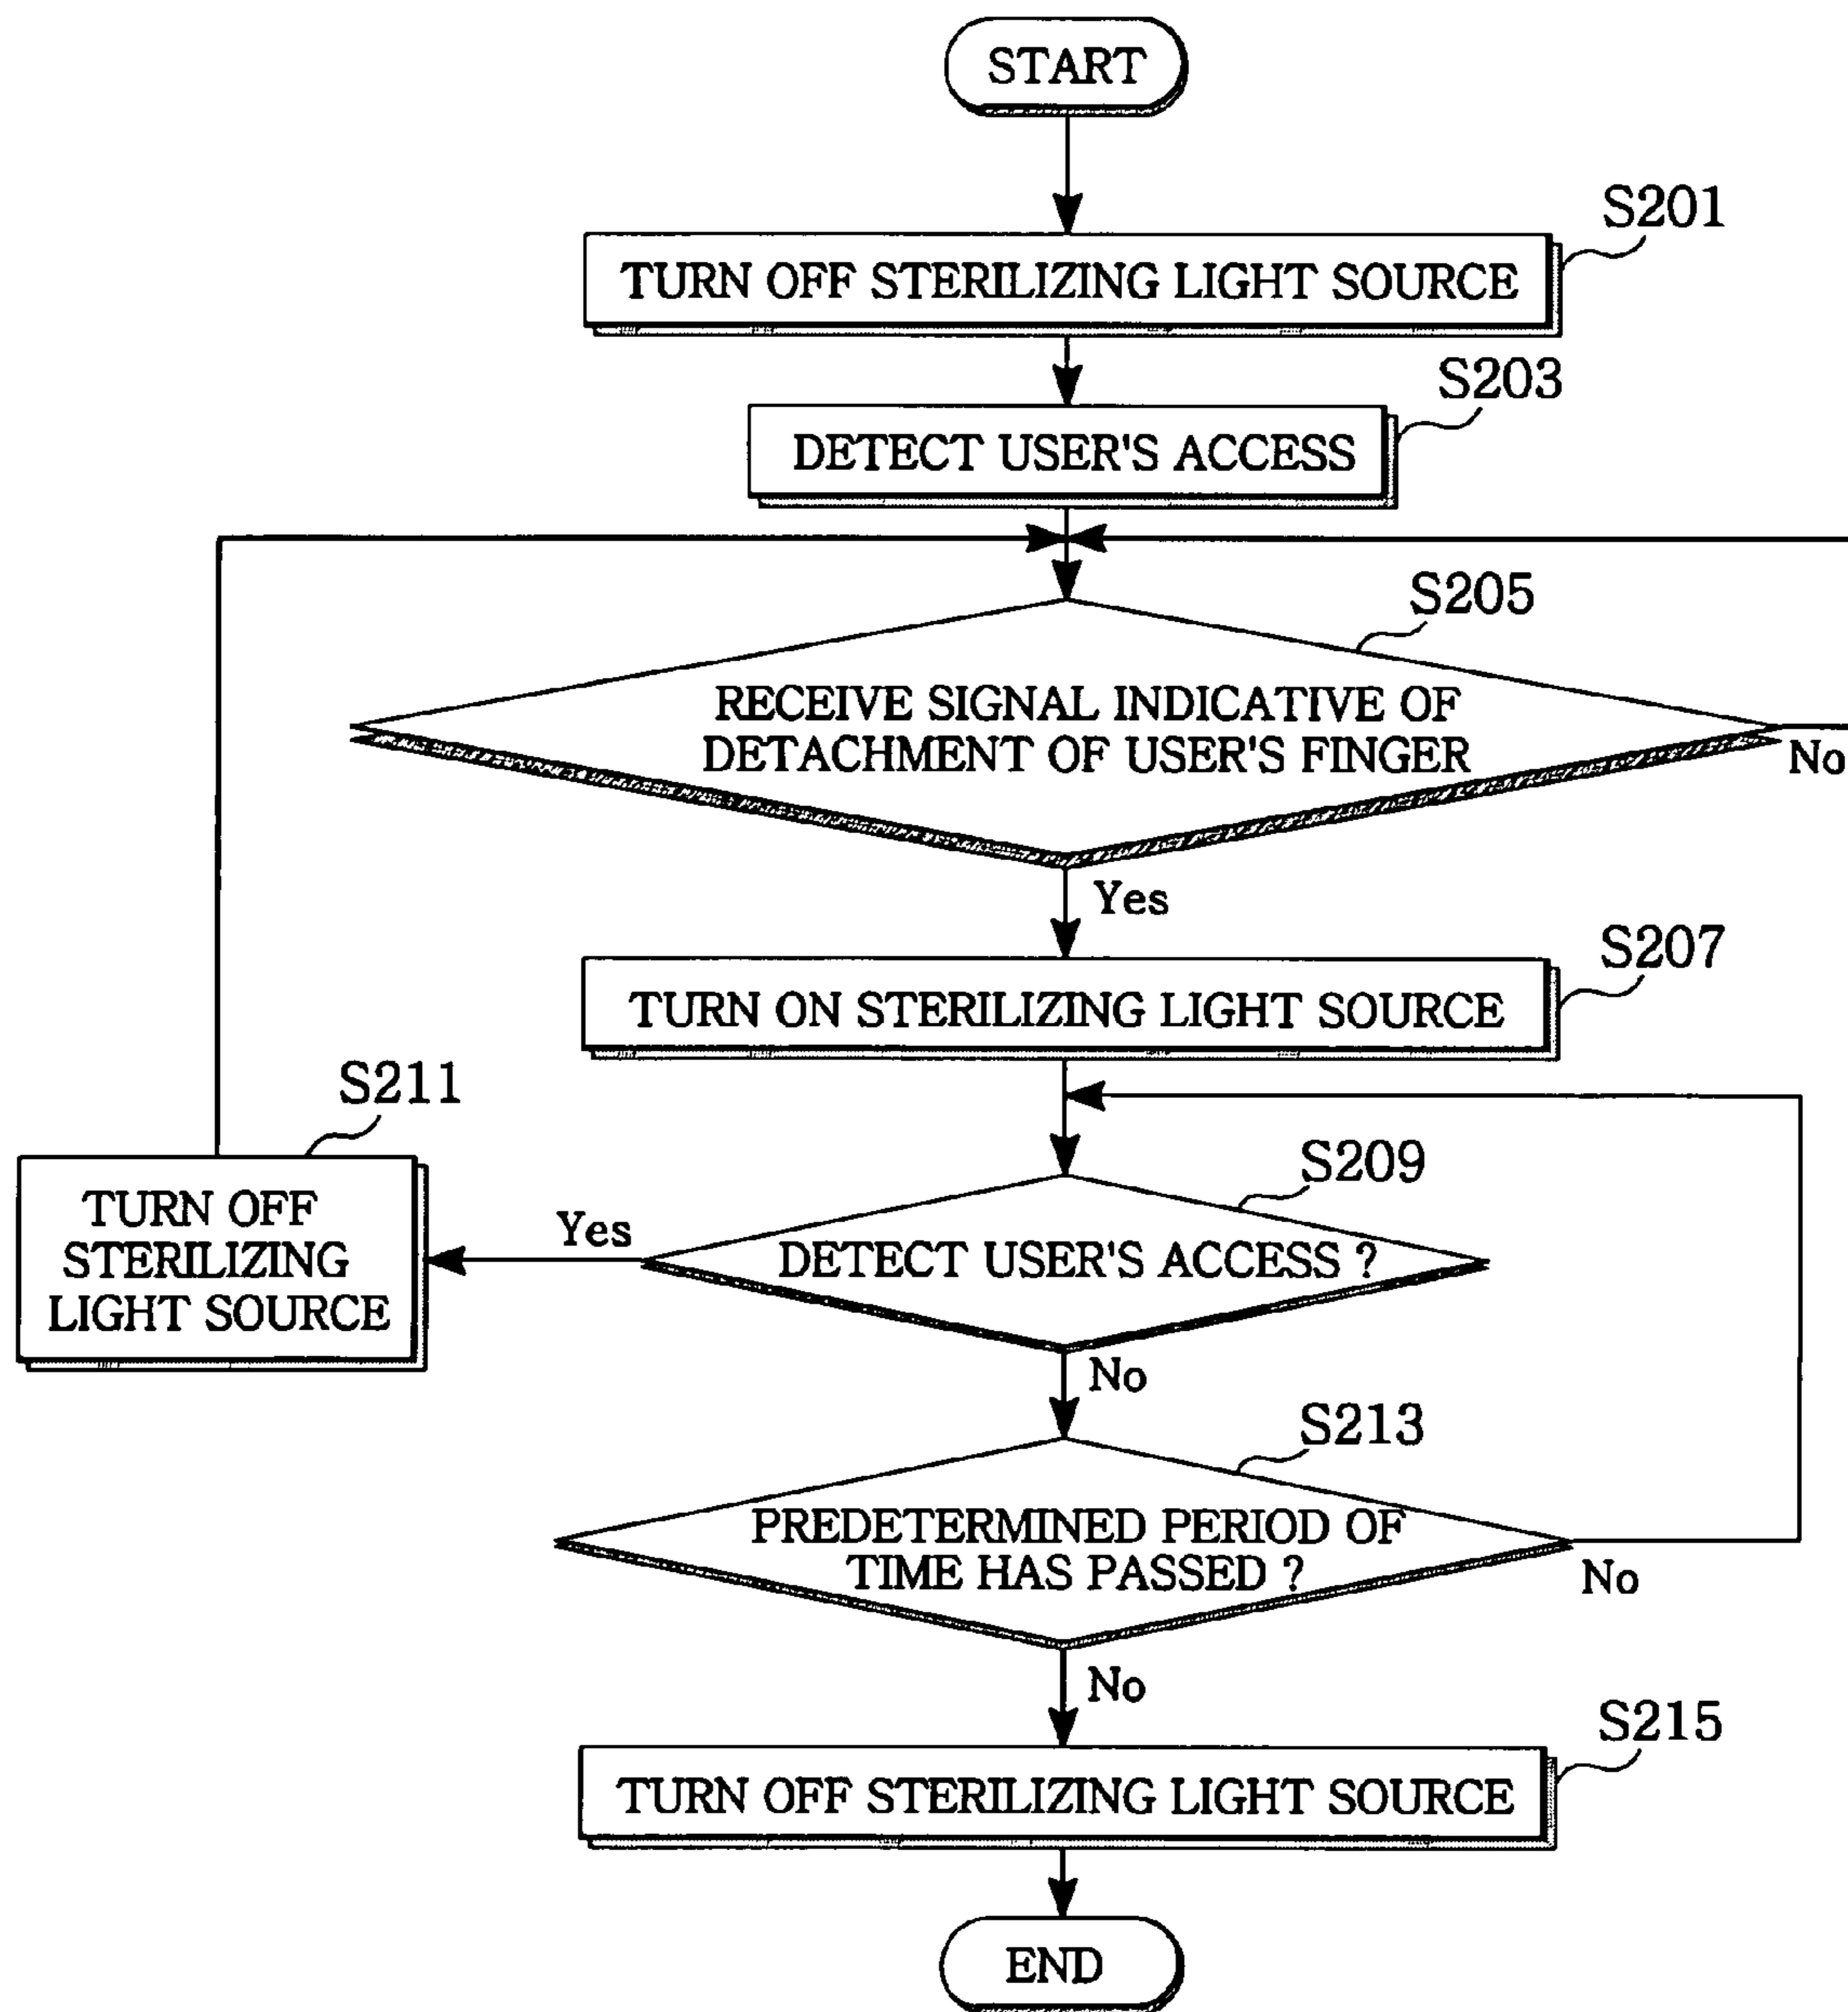 START
S201
TURN OFF STERILIZING LIGHT SOURCE
S203
DETECT USER'S ACCESS
S205
RECEIVE SIGNAL INDICATIVE OF
DETACHMENT OF USER'S FINGER
No
Yes
S207
TURN ON STERILIZING LIGHT SOURCE
S211
TURN OFF
STERILIZING
LIGHT SOURCE
Yes
S209
DETECT USER'S ACCESS ?
No
S213
PREDETERMINED PERIOD OF
TIME HAS PASSED ?
No
No
S215
TURN OFF STERILIZING LIGHT SOURCE
END